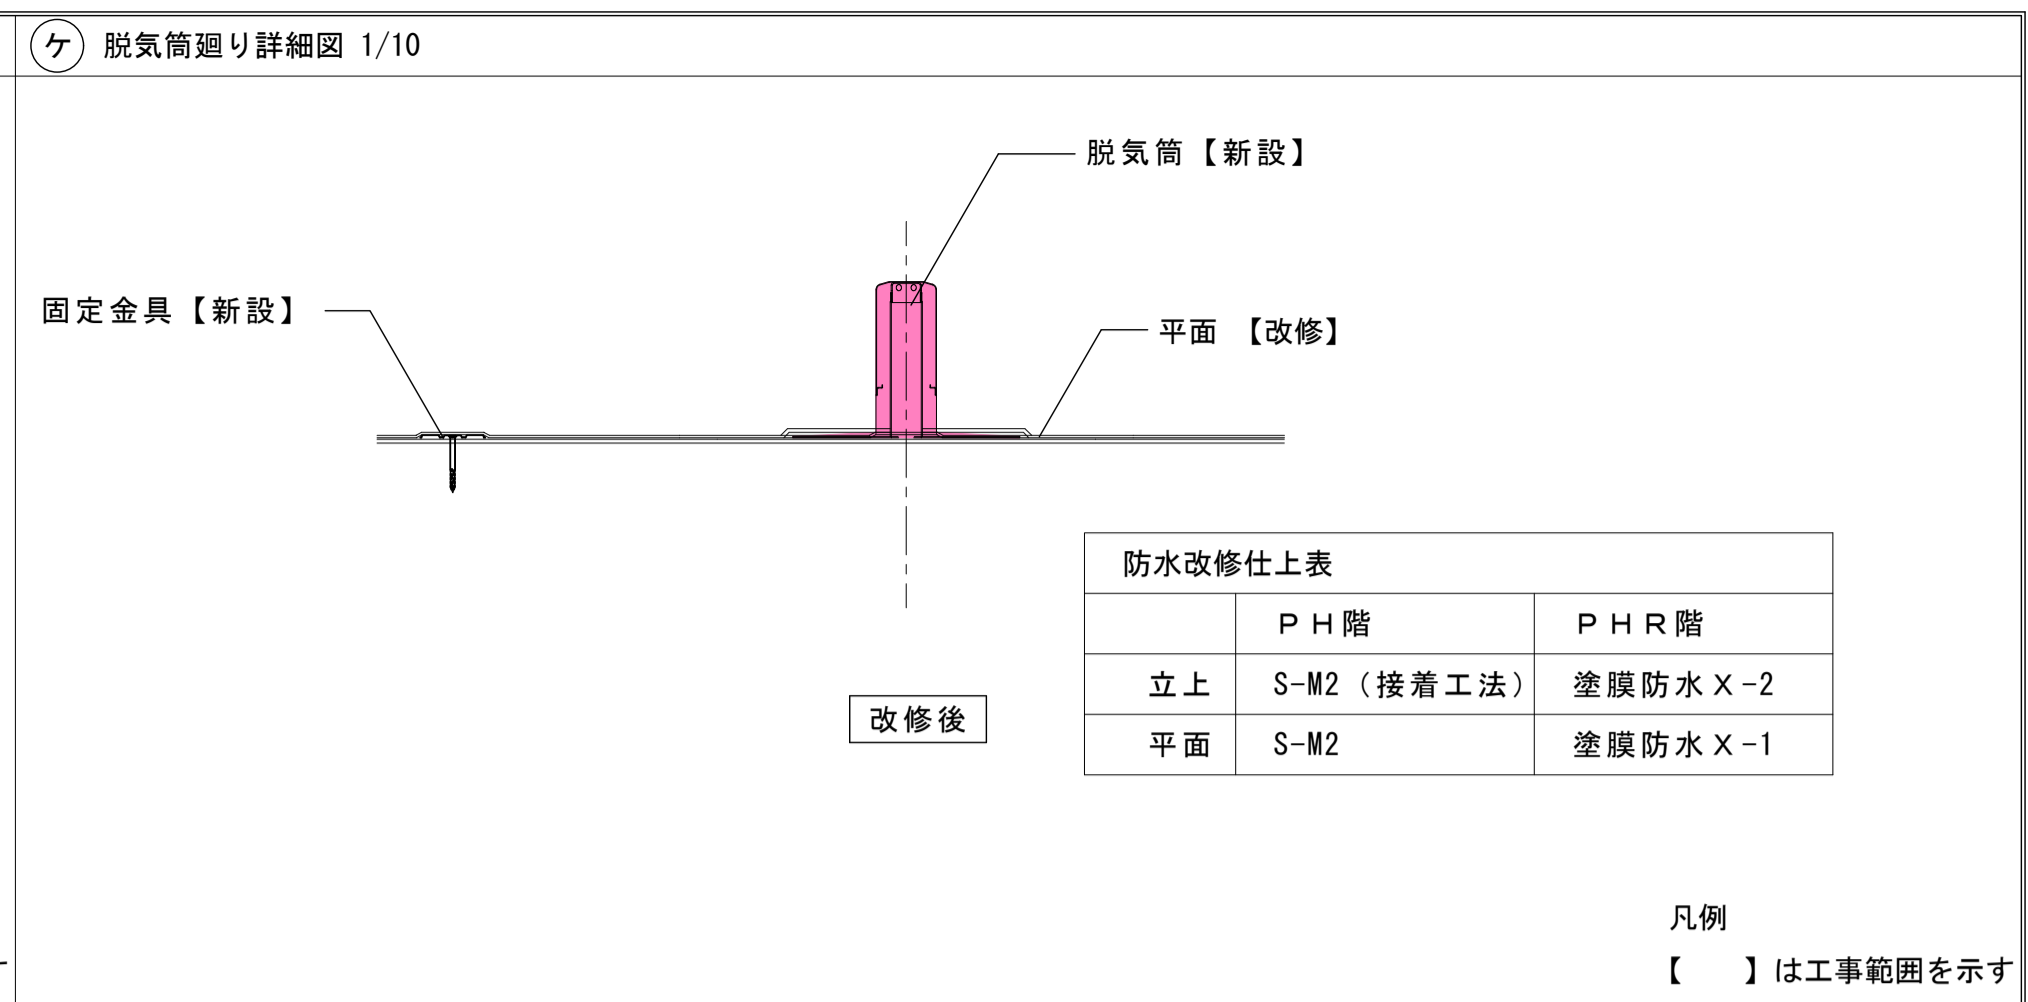 ケ 脱気筒廻り詳細図 1/10
脱気筒【新設】
固定金具【新設】
平面 【改修】
防水改修仕上表
ＰＨ階 ＰＨＲ階
立上 S-M2（接着工法） 塗膜防水Ｘ-2
平面 S-M2 塗膜防水Ｘ-1
改修後
凡例
【　　】は工事範囲を示す